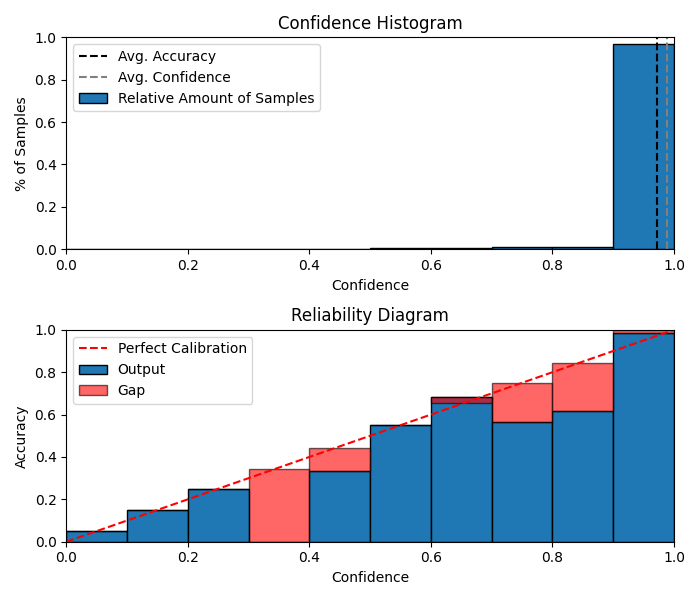 Confidence Histogram
1.0
0.8
0.6
0.4
0.2
0.0
% of Samples
Avg. Accuracy
Avg. Confidence
Relative Amount of Samples
0.0 0.2 0.4 0.6 0.8 1.0
Confidence
Reliability Diagram
1.0
0.8
0.6
0.4
0.2
0.0
Accuracy
Perfect Calibration
Output
Gap
0.0 0.2 0.4 0.6 0.8 1.0
Confidence